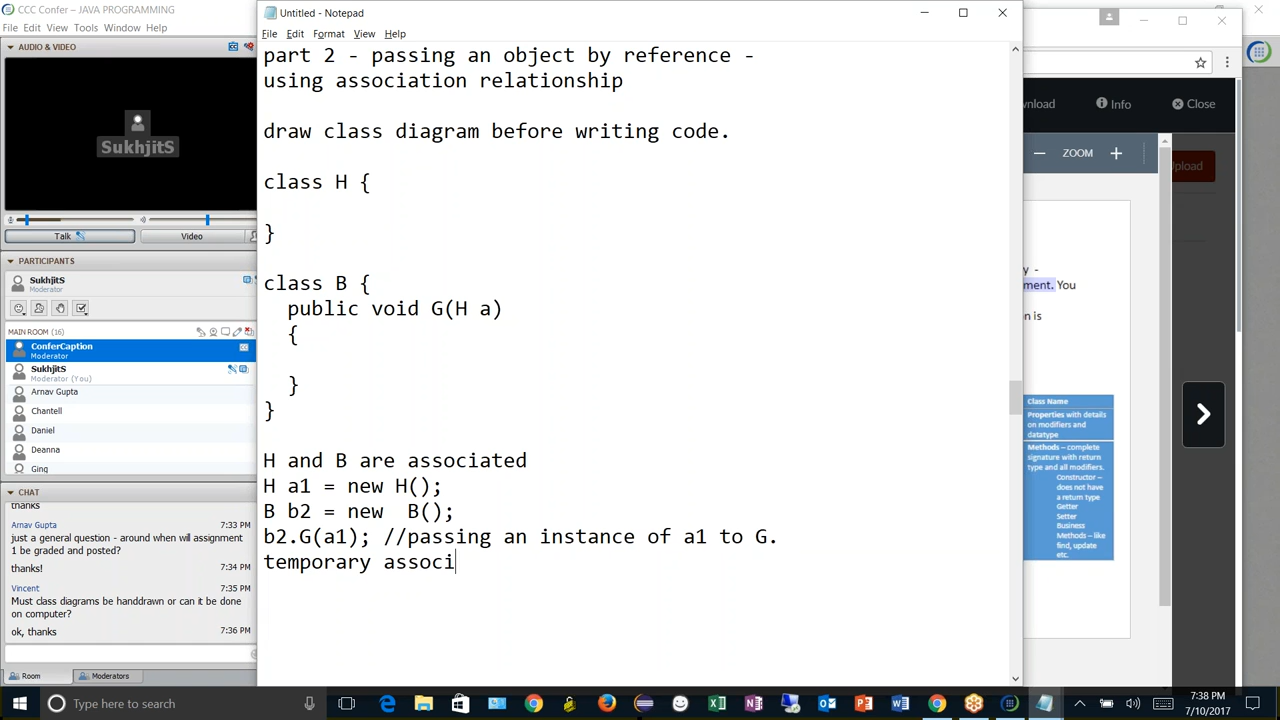 CCC Confer – JAVA PROGRAMMING
File Edit View Tools Window Help
AUDIO & VIDEO
SukhjitS
Talk
Video
PARTICIPANTS
SukhjitS
Moderator
MAIN ROOM (16)
ConferCaption
Moderator
SukhjitS
Moderator (You)
Arnav Gupta
Chantell
Daniel
Deanna
Ging
CHAT
thanks
Arnav Gupta 7:33 PM
just a general question - around when will assignment
1 be graded and posted?
thanks! 7:34 PM
Vincent 7:35 PM
Must class diagrams be handdrawn or can it be done
on computer?
ok, thanks 7:36 PM
Room
Moderators
Untitled - Notepad
File Edit Format View Help
part 2 - passing an object by reference -
using association relationship
draw class diagram before writing code.
class H {
}
class B {
public void G(H a)
{
}
}
H and B are associated
H a1 = new H();
B b2 = new  B();
b2.G(a1); //passing an instance of a1 to G.
temporary associ
wnload
Info
Close
ZOOM
pload
y -
ment. You
n is
Class Name
Properties with details
on modifiers and
datatype
Methods – complete
signature with return
type and all modifiers.
Constructor –
does not have
a return type
Getter
Setter
Business
Methods – like
find, update
etc.
Type here to search
7:38 PM
7/10/2017